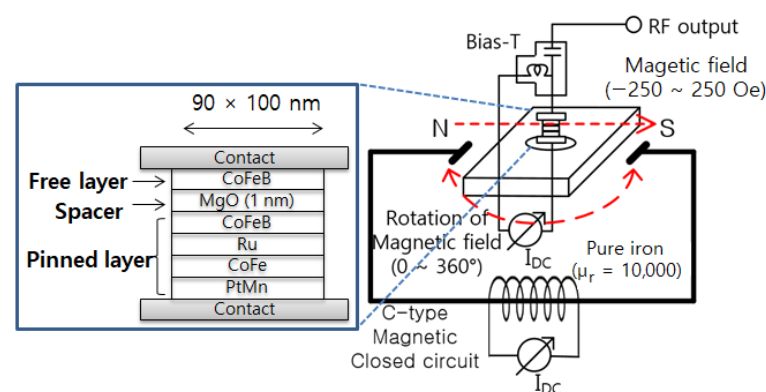 90 × 100 nm
Contact
CoFeB
MgO (1 nm)
CoFeB
Ru
CoFe
PtMn
Contact
Free layer
Spacer
Pinned layer
RF output
Bias-T
Magetic field
(−250 ~ 250 Oe)
N
S
Rotation of
Magnetic field
(0 ~ 360°)
I_DC
Pure iron
(μ_r = 10,000)
C-type
Magnetic
Closed circuit
I_DC